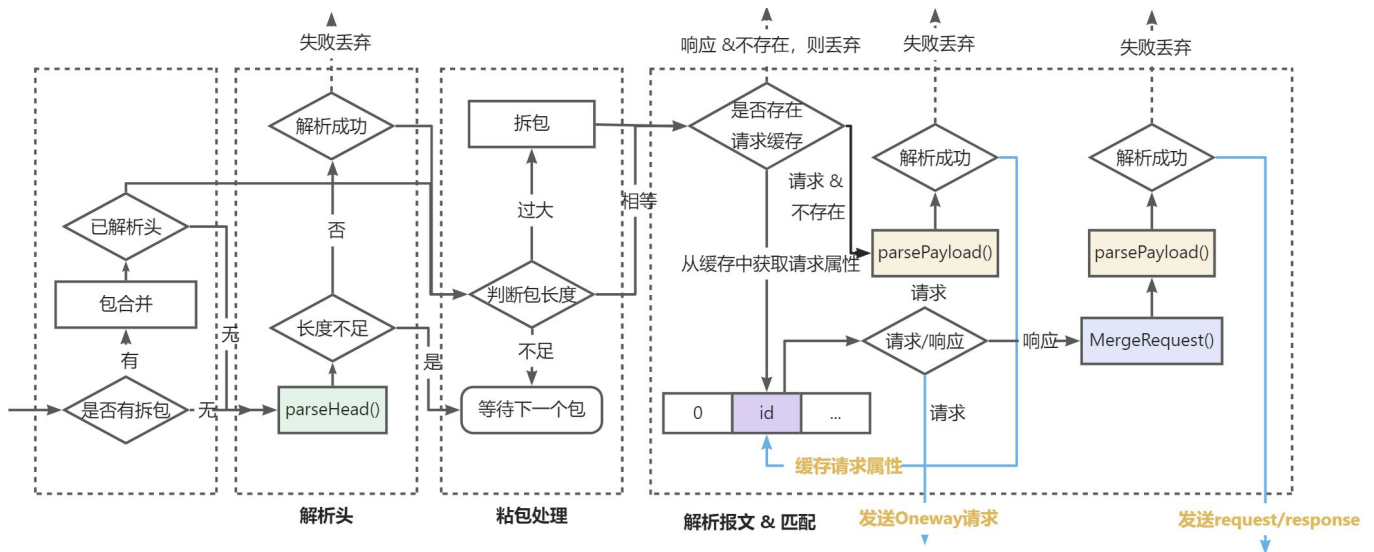 失败丢弃
响应 &不存在，则丢弃
失败丢弃
失败丢弃
解析成功
拆包
是否存在
请求缓存
解析成功
解析成功
请求 &
不存在
已解析头
否
过大
相等
parsePayload()
parsePayload()
从缓存中获取请求属性
包合并
无
长度不足
是
判断包长度
不足
请求
请求/响应
响应
MergeRequest()
有
是否有拆包
无
parseHead()
等待下一个包
0
id
...
请求
缓存请求属性
解析头
粘包处理
解析报文 & 匹配
发送Oneway请求
发送request/response